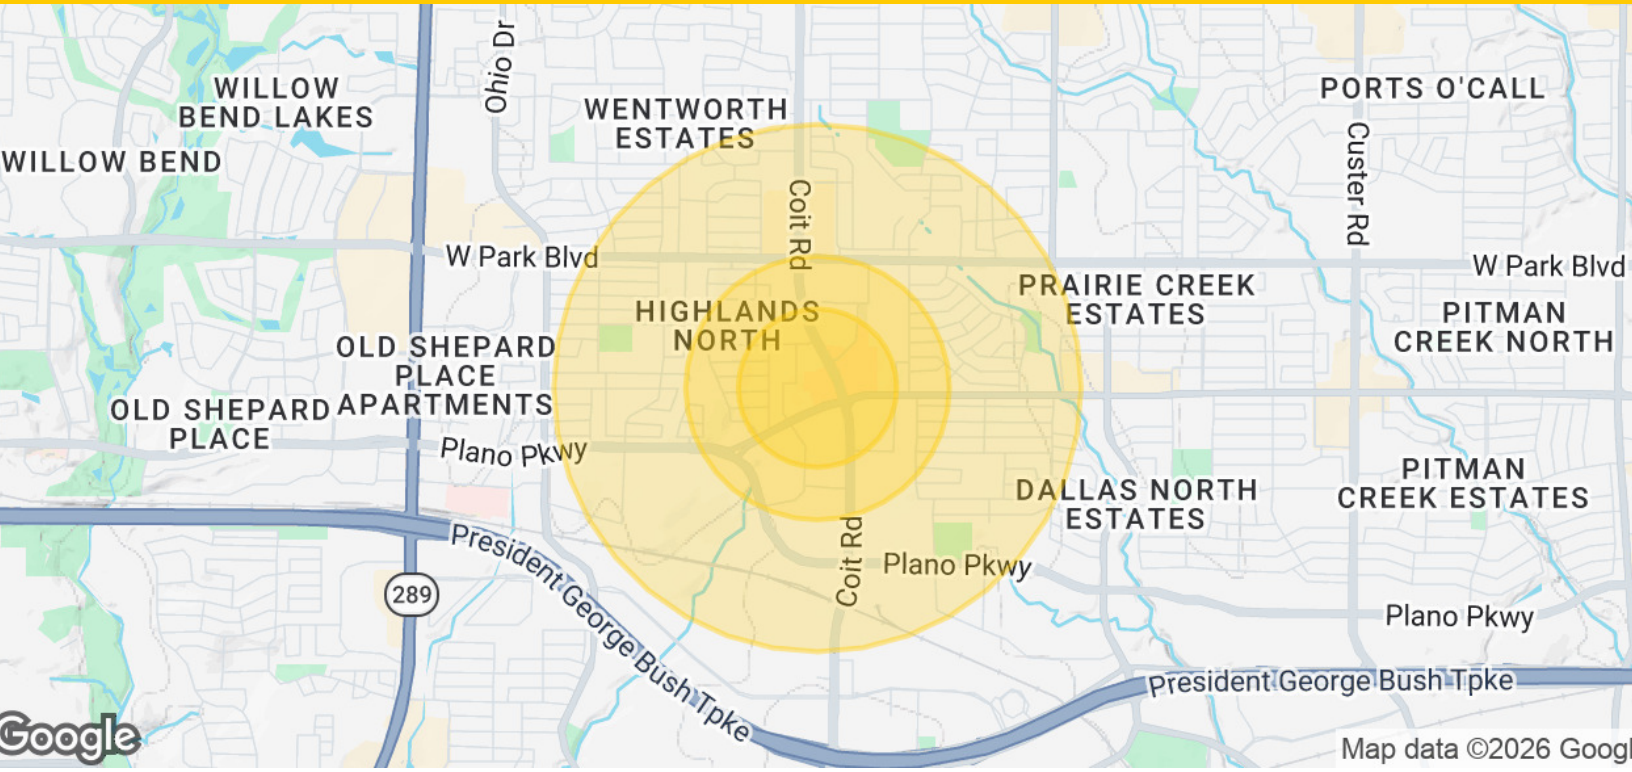 Ohio Dr
WILLOW
BEND LAKES
WENTWORTH
ESTATES
PORTS O'CALL
WILLOW BEND
Custer Rd
Coit Rd
W Park Blvd
W Park Blvd
HIGHLANDS
NORTH
PRAIRIE CREEK
ESTATES
PITMAN
CREEK NORTH
OLD SHEPARD
PLACE
APARTMENTS
OLD SHEPARD
PLACE
Plano Pkwy
PITMAN
CREEK ESTATES
DALLAS NORTH
ESTATES
President George Bush Tpke
Coit Rd
Plano Pkwy
289
Plano Pkwy
President George Bush Tpke
Google
Map data ©2026 Googl